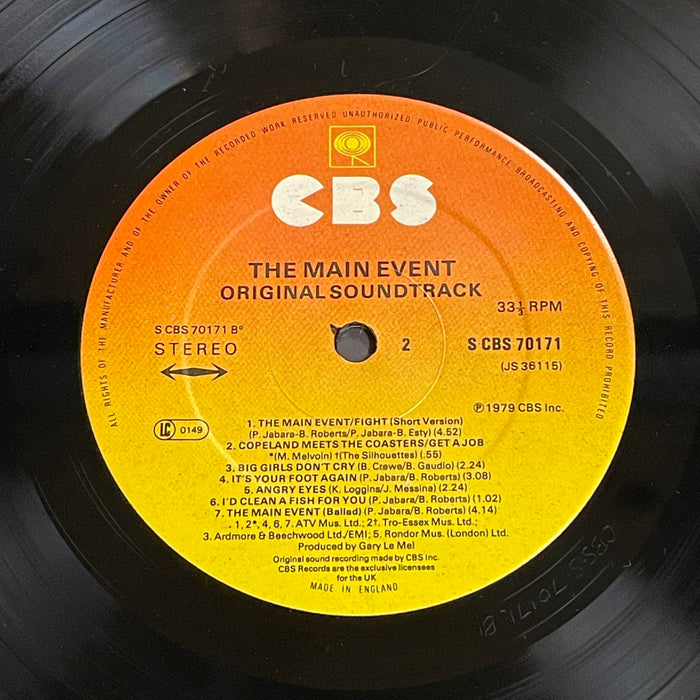 ALL RIGHTS OF THE MANUFACTURER AND OF THE OWNER OF THE RECORDED WORK RESERVED UNAUTHORIZED PUBLIC PERFORMANCE BROADCASTING AND COPYING OF THIS RECORD PROHIBITED
CBS
THE MAIN EVENT
ORIGINAL SOUNDTRACK
33⅓ RPM
S CBS 70171 B°
STEREO
2
S CBS 70171
(JS 36115)
℗ 1979 CBS Inc.
LC 0149
1. THE MAIN EVENT/FIGHT (Short Version)
(P. Jabara-B. Roberts/P. Jabara-B. Esty) (4.52)
2. COPELAND MEETS THE COASTERS/GET A JOB
*(M. Melvoin) †(The Silhouettes) (.55)
3. BIG GIRLS DON'T CRY (B. Crewe/B. Gaudio) (2.24)
4. IT'S YOUR FOOT AGAIN (P. Jabara/B. Roberts) (3.08)
5. ANGRY EYES (K. Loggins/J. Messina) (2.24)
6. I'D CLEAN A FISH FOR YOU (P. Jabara/B. Roberts) (1.02)
7. THE MAIN EVENT (Ballad) (P. Jabara/B. Roberts) (4.14)
1, 2*, 4, 6, 7. ATV Mus. Ltd.; 2†. Tro-Essex Mus. Ltd.;
3. Ardmore & Beechwood Ltd./EMI; 5. Rondor Mus. (London) Ltd.
Produced by Gary Le Mel
Original sound recording made by CBS Inc.
CBS Records are the exclusive licensees
for the UK
MADE IN ENGLAND